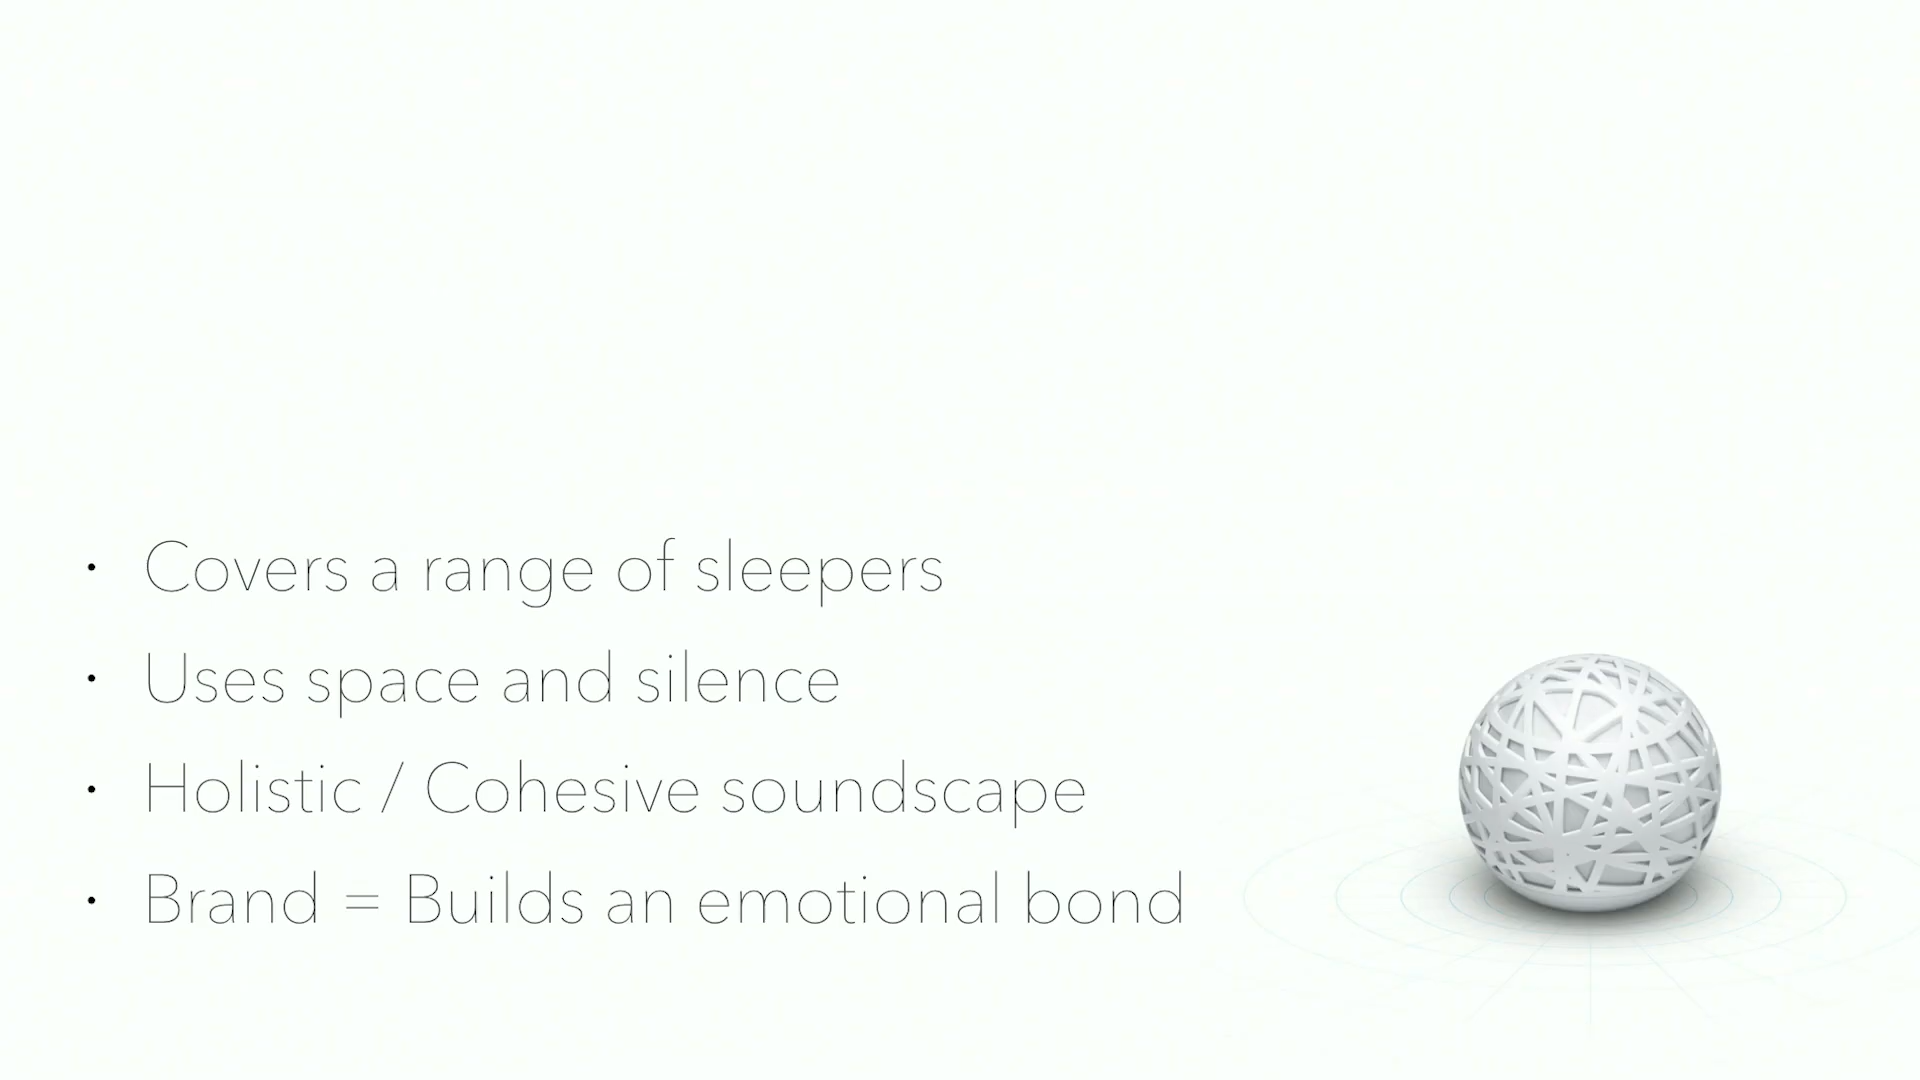 • Covers a range of sleepers
• Uses space and silence
• Holistic / Cohesive soundscape
• Brand = Builds an emotional bond